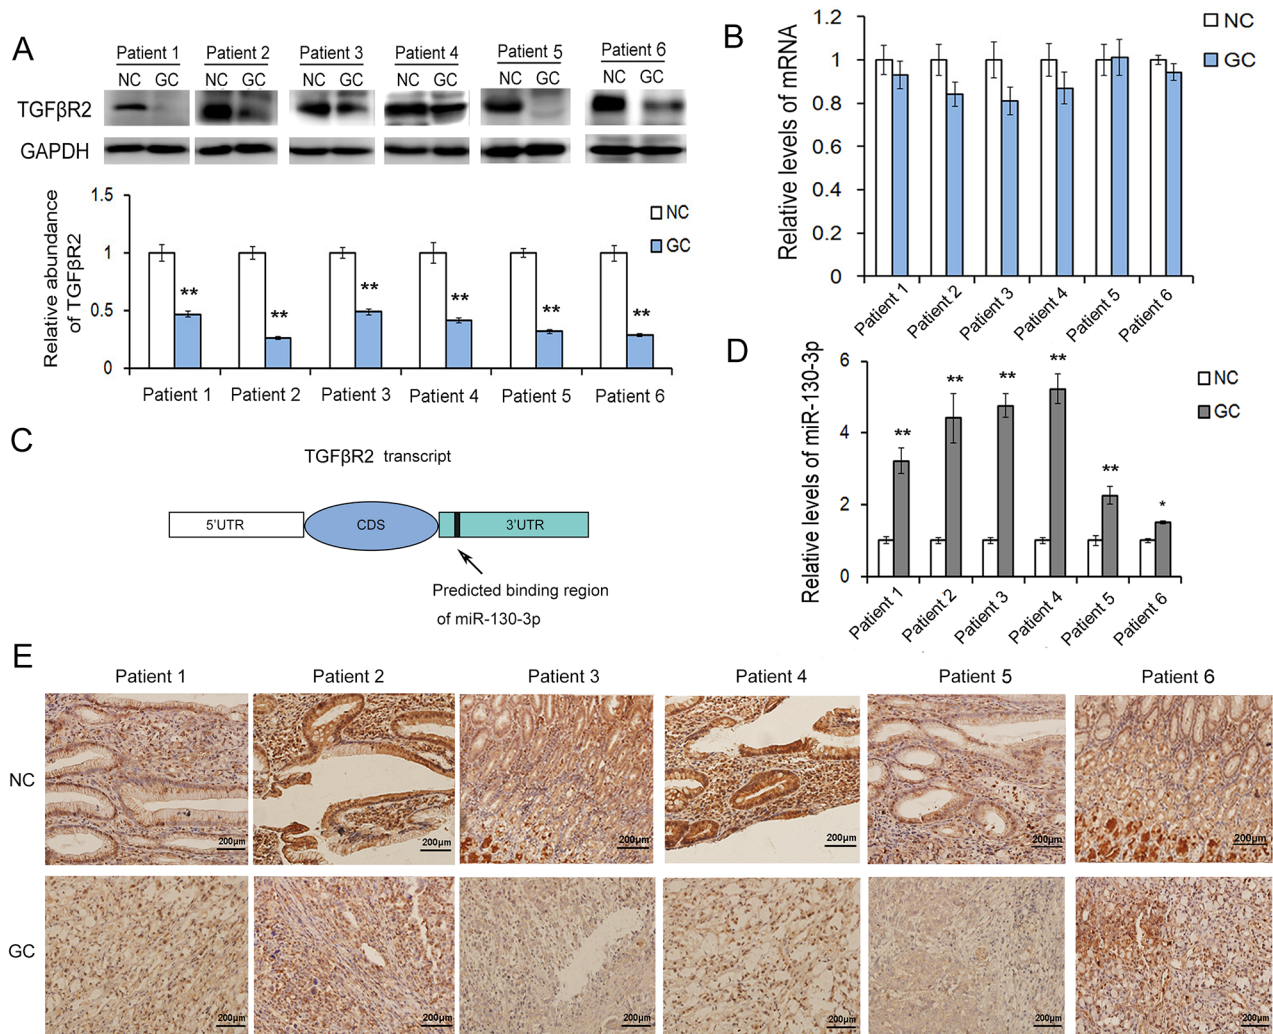 A
Patient 1 Patient 2 Patient 3 Patient 4 Patient 5 Patient 6
NC GC NC GC NC GC NC GC NC GC NC GC
TGFβR2
GAPDH
Relative abundance
of TGFβR2
1.5
1
0.5
0
** ** ** ** ** **
NC
GC
Patient 1 Patient 2 Patient 3 Patient 4 Patient 5 Patient 6
B
Relative levels of mRNA
1.2
1
0.8
0.6
0.4
0.2
0
NC
GC
Patient 1 Patient 2 Patient 3 Patient 4 Patient 5 Patient 6
C
TGFβR2 transcript
5'UTR CDS 3'UTR
Predicted binding region
of miR-130-3p
D
Relative levels of miR-130-3p
6
4
2
0
** ** ** ** ** *
NC
GC
Patient 1 Patient 2 Patient 3 Patient 4 Patient 5 Patient 6
E
Patient 1 Patient 2 Patient 3 Patient 4 Patient 5 Patient 6
NC
200μm 200μm 200μm 200μm 200μm 200μm
GC
200μm 200μm 200μm 200μm 200μm 200μm